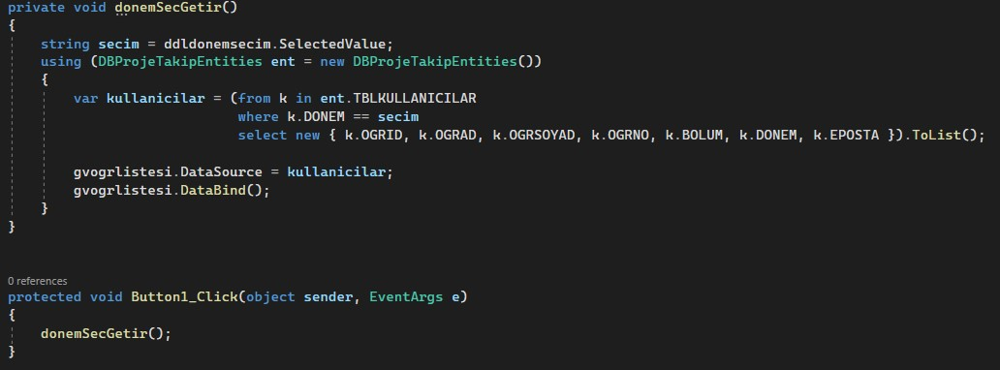 private void donemSecGetir()
{
string secim = ddldonemsecim.SelectedValue;
using (DBProjeTakipEntities ent = new DBProjeTakipEntities())
{
var kullanicilar = (from k in ent.TBLKULLANICILAR
where k.DONEM == secim
select new { k.OGRID, k.OGRAD, k.OGRSOYAD, k.OGRNO, k.BOLUM, k.DONEM, k.EPOSTA }).ToList();
gvogrlistesi.DataSource = kullanicilar;
gvogrlistesi.DataBind();
}
}
0 references
protected void Button1_Click(object sender, EventArgs e)
{
donemSecGetir();
}